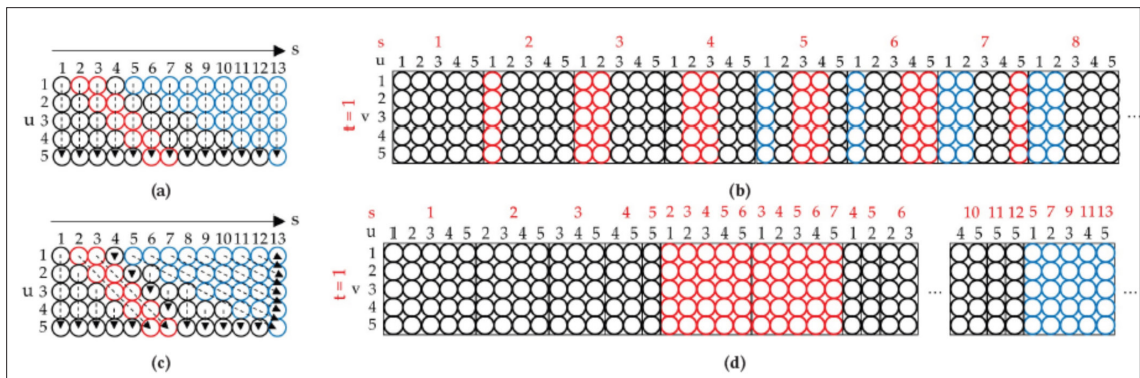 s
1 2 3 4 5 6 7 8 9 10 11 12 13
1
2
u 3
4
5
(a)
s 1 2 3 4 5 6 7 8
u 1 2 3 4 5 1 2 3 4 5 1 2 3 4 5 1 2 3 4 5 1 2 3 4 5 1 2 3 4 5 1 2 3 4 5 1 2 3 4 5
1
2
t = 1 v 3 ...
4
5
(b)
s
1 2 3 4 5 6 7 8 9 10 11 12 13
1
2
u 3
4
5
(c)
s 1 2 3 4 5 2 3 4 5 6 3 4 5 6 7 4 5 6 10 11 12 5 7 9 11 13
u 1 2 3 4 5 2 3 4 5 3 4 5 4 5 5 1 2 3 4 5 1 2 3 4 5 1 2 2 3 4 5 5 5 1 2 3 4 5
1
2
t = 1 v 3 ... ...
4
5
(d)